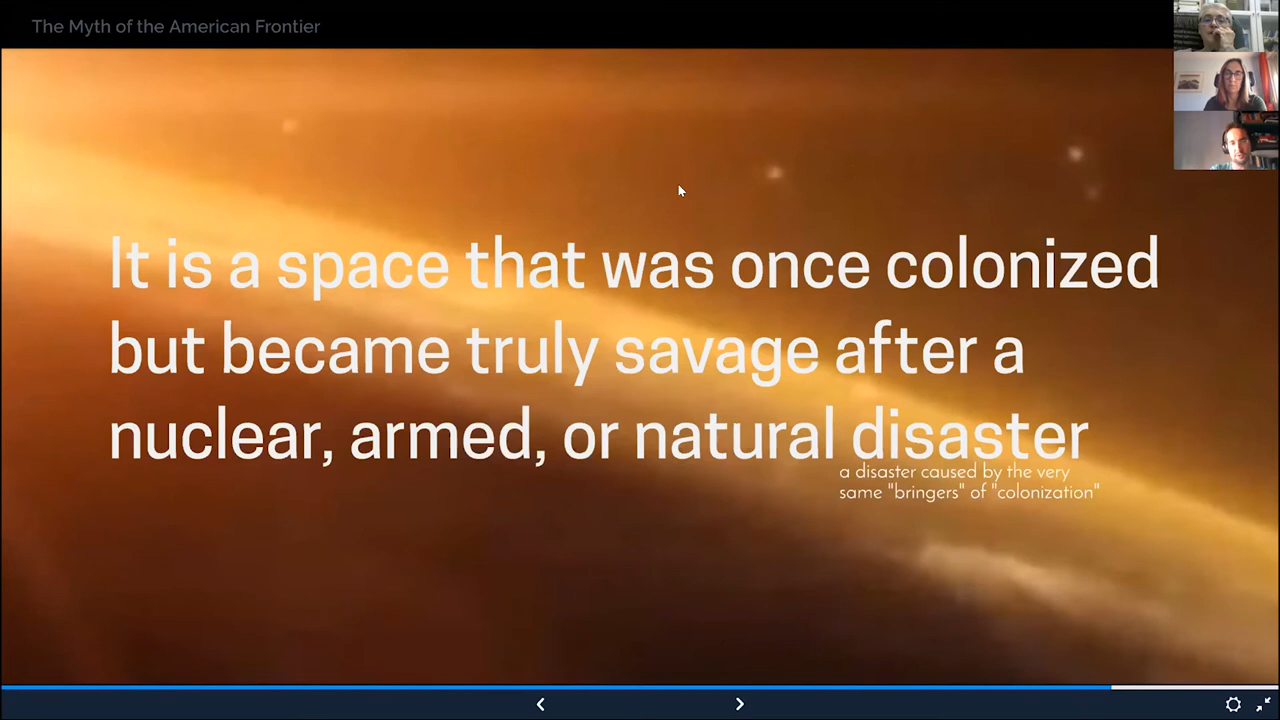 The Myth of the American Frontier
It is a space that was once colonized
but became truly savage after a
nuclear, armed, or natural disaster
a disaster caused by the very
same "bringers" of "colonization"